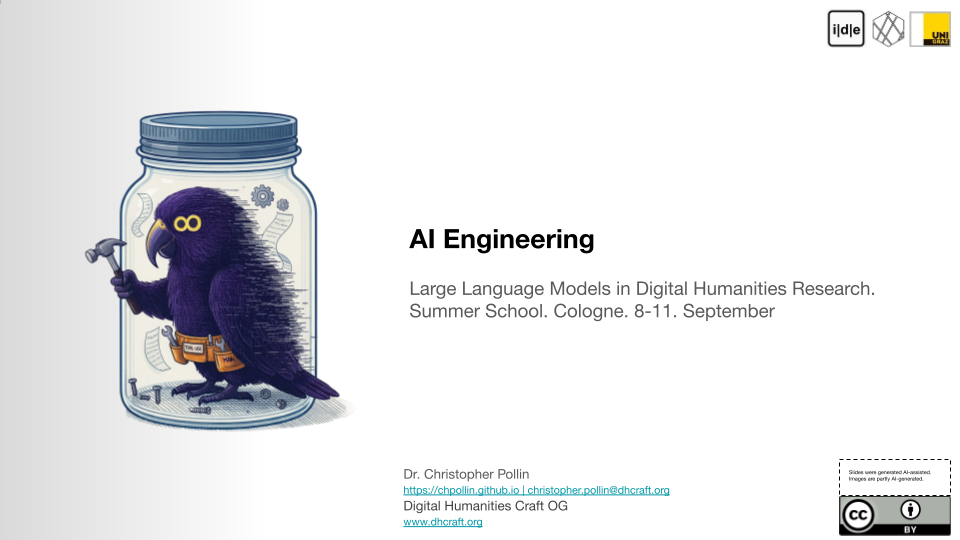 i|d|e
UNI
GRAZ
AI Engineering
Large Language Models in Digital Humanities Research.
Summer School. Cologne. 8-11. September
Dr. Christopher Pollin
https://chpollin.github.io | christopher.pollin@dhcraft.org
Digital Humanities Craft OG
www.dhcraft.org
Slides were generated AI-assisted.
Images are partly AI-generated.
CC
BY